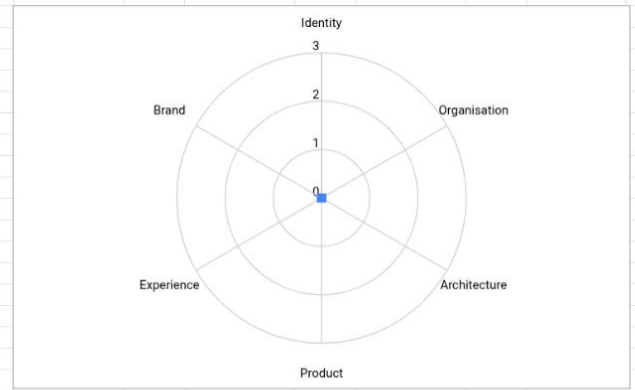 Identity
3
Brand
2
Organisation
1
0
Experience
Architecture
Product